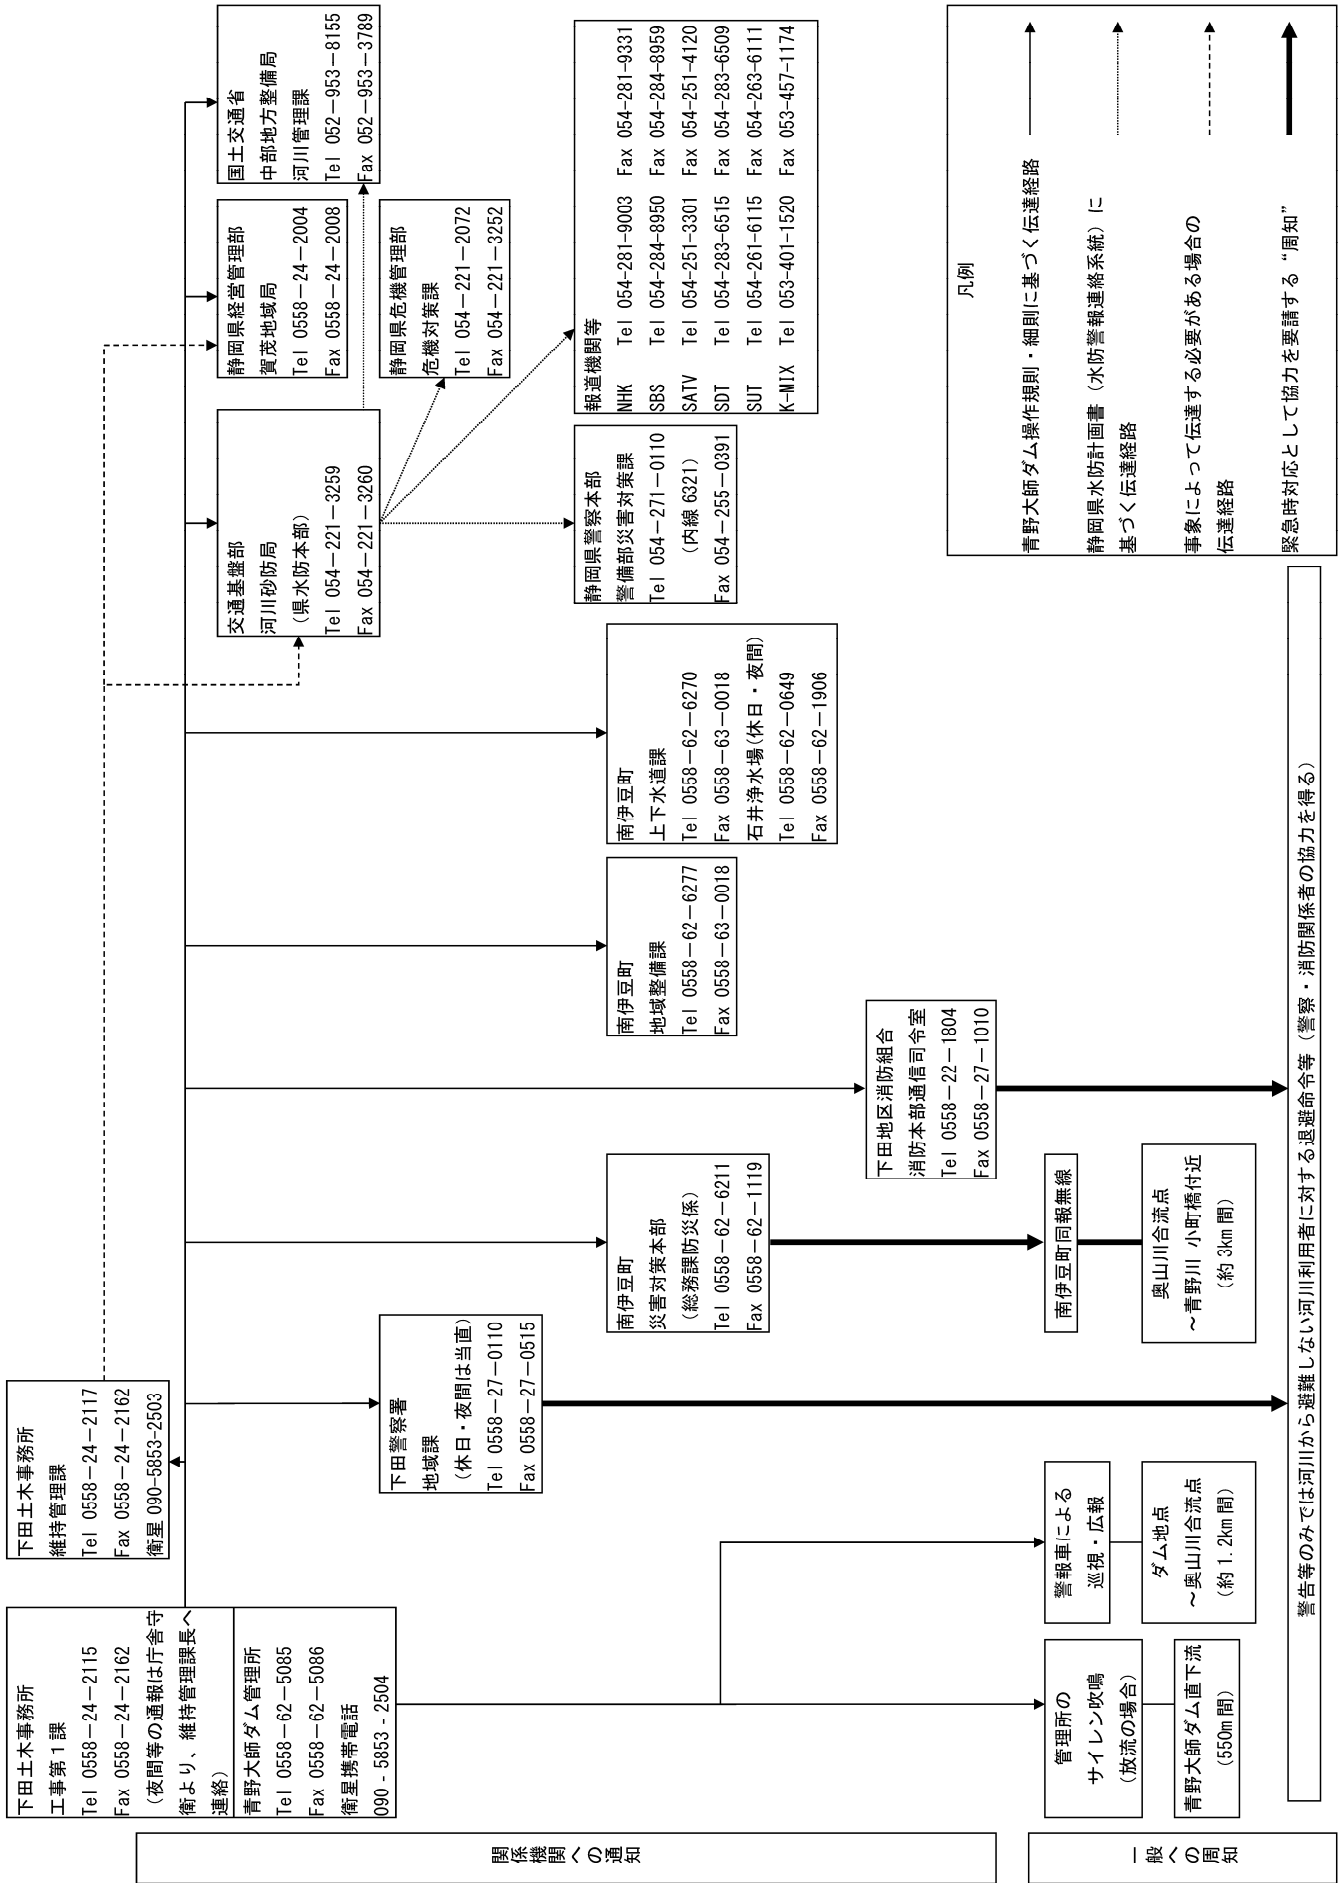 下田土木事務所
工事第1課
Tel 0558-24-2115
Fax 0558-24-2162
(夜間等の通報は庁舎守
衛より、維持管理課長へ
連絡)
青野大師ダム管理所
Tel 0558-62-5085
Fax 0558-62-5086
衛星携帯電話
090-5853-2504
下田土木事務所
維持管理課
Tel 0558-24-2117
Fax 0558-24-2162
衛星 090-5853-2503
関係機関への通知
下田警察署
地域課
(休日・夜間は当直)
Tel 0558-27-0110
Fax 0558-27-0515
南伊豆町
災害対策本部
(総務課防災係)
Tel 0558-62-6211
Fax 0558-62-1119
下田地区消防組合
消防本部通信司令室
Tel 0558-22-1804
Fax 0558-27-1010
南伊豆町
地域整備課
Tel 0558-62-6277
Fax 0558-63-0018
南伊豆町
上下水道課
Tel 0558-62-6270
Fax 0558-63-0018
石井浄水場(休日・夜間)
Tel 0558-62-0649
Fax 0558-62-1906
交通基盤部
河川砂防局
(県水防本部)
Tel 054-221-3259
Fax 054-221-3260
静岡県経営管理部
賀茂地域局
Tel 0558-24-2004
Fax 0558-24-2008
国土交通省
中部地方整備局
河川管理課
Tel 052-953-8155
Fax 052-953-3789
静岡県危機管理部
危機対策課
Tel 054-221-2072
Fax 054-221-3252
静岡県警察本部
警備部災害対策課
Tel 054-271-0110
(内線 6321)
Fax 054-255-0391
報道機関等
NHK Tel 054-281-9003 Fax 054-281-9331
SBS Tel 054-284-8950 Fax 054-284-8959
SATV Tel 054-251-3301 Fax 054-251-4120
SDT Tel 054-283-6515 Fax 054-283-6509
SUT Tel 054-261-6115 Fax 054-263-6111
K-MIX Tel 053-401-1520 Fax 053-457-1174
一般への周知
管理所の
サイレン吹鳴
(放流の場合)
青野大師ダム直下流
(550m間)
警報車による
巡視・広報
ダム地点
~奥山川合流点
(約1.2km間)
南伊豆町同報無線
奥山川合流点
~青野川 小町橋付近
(約3km間)
警告等のみでは河川から避難しない河川利用者に対する退避命令等(警察・消防関係者の協力を得る)
凡例
青野大師ダム操作規則・細則に基づく伝達経路
静岡県水防計画書(水防警報連絡系統)に
基づく伝達経路
事象によって伝達する必要がある場合の
伝達経路
緊急時対応として協力を要請する“周知”